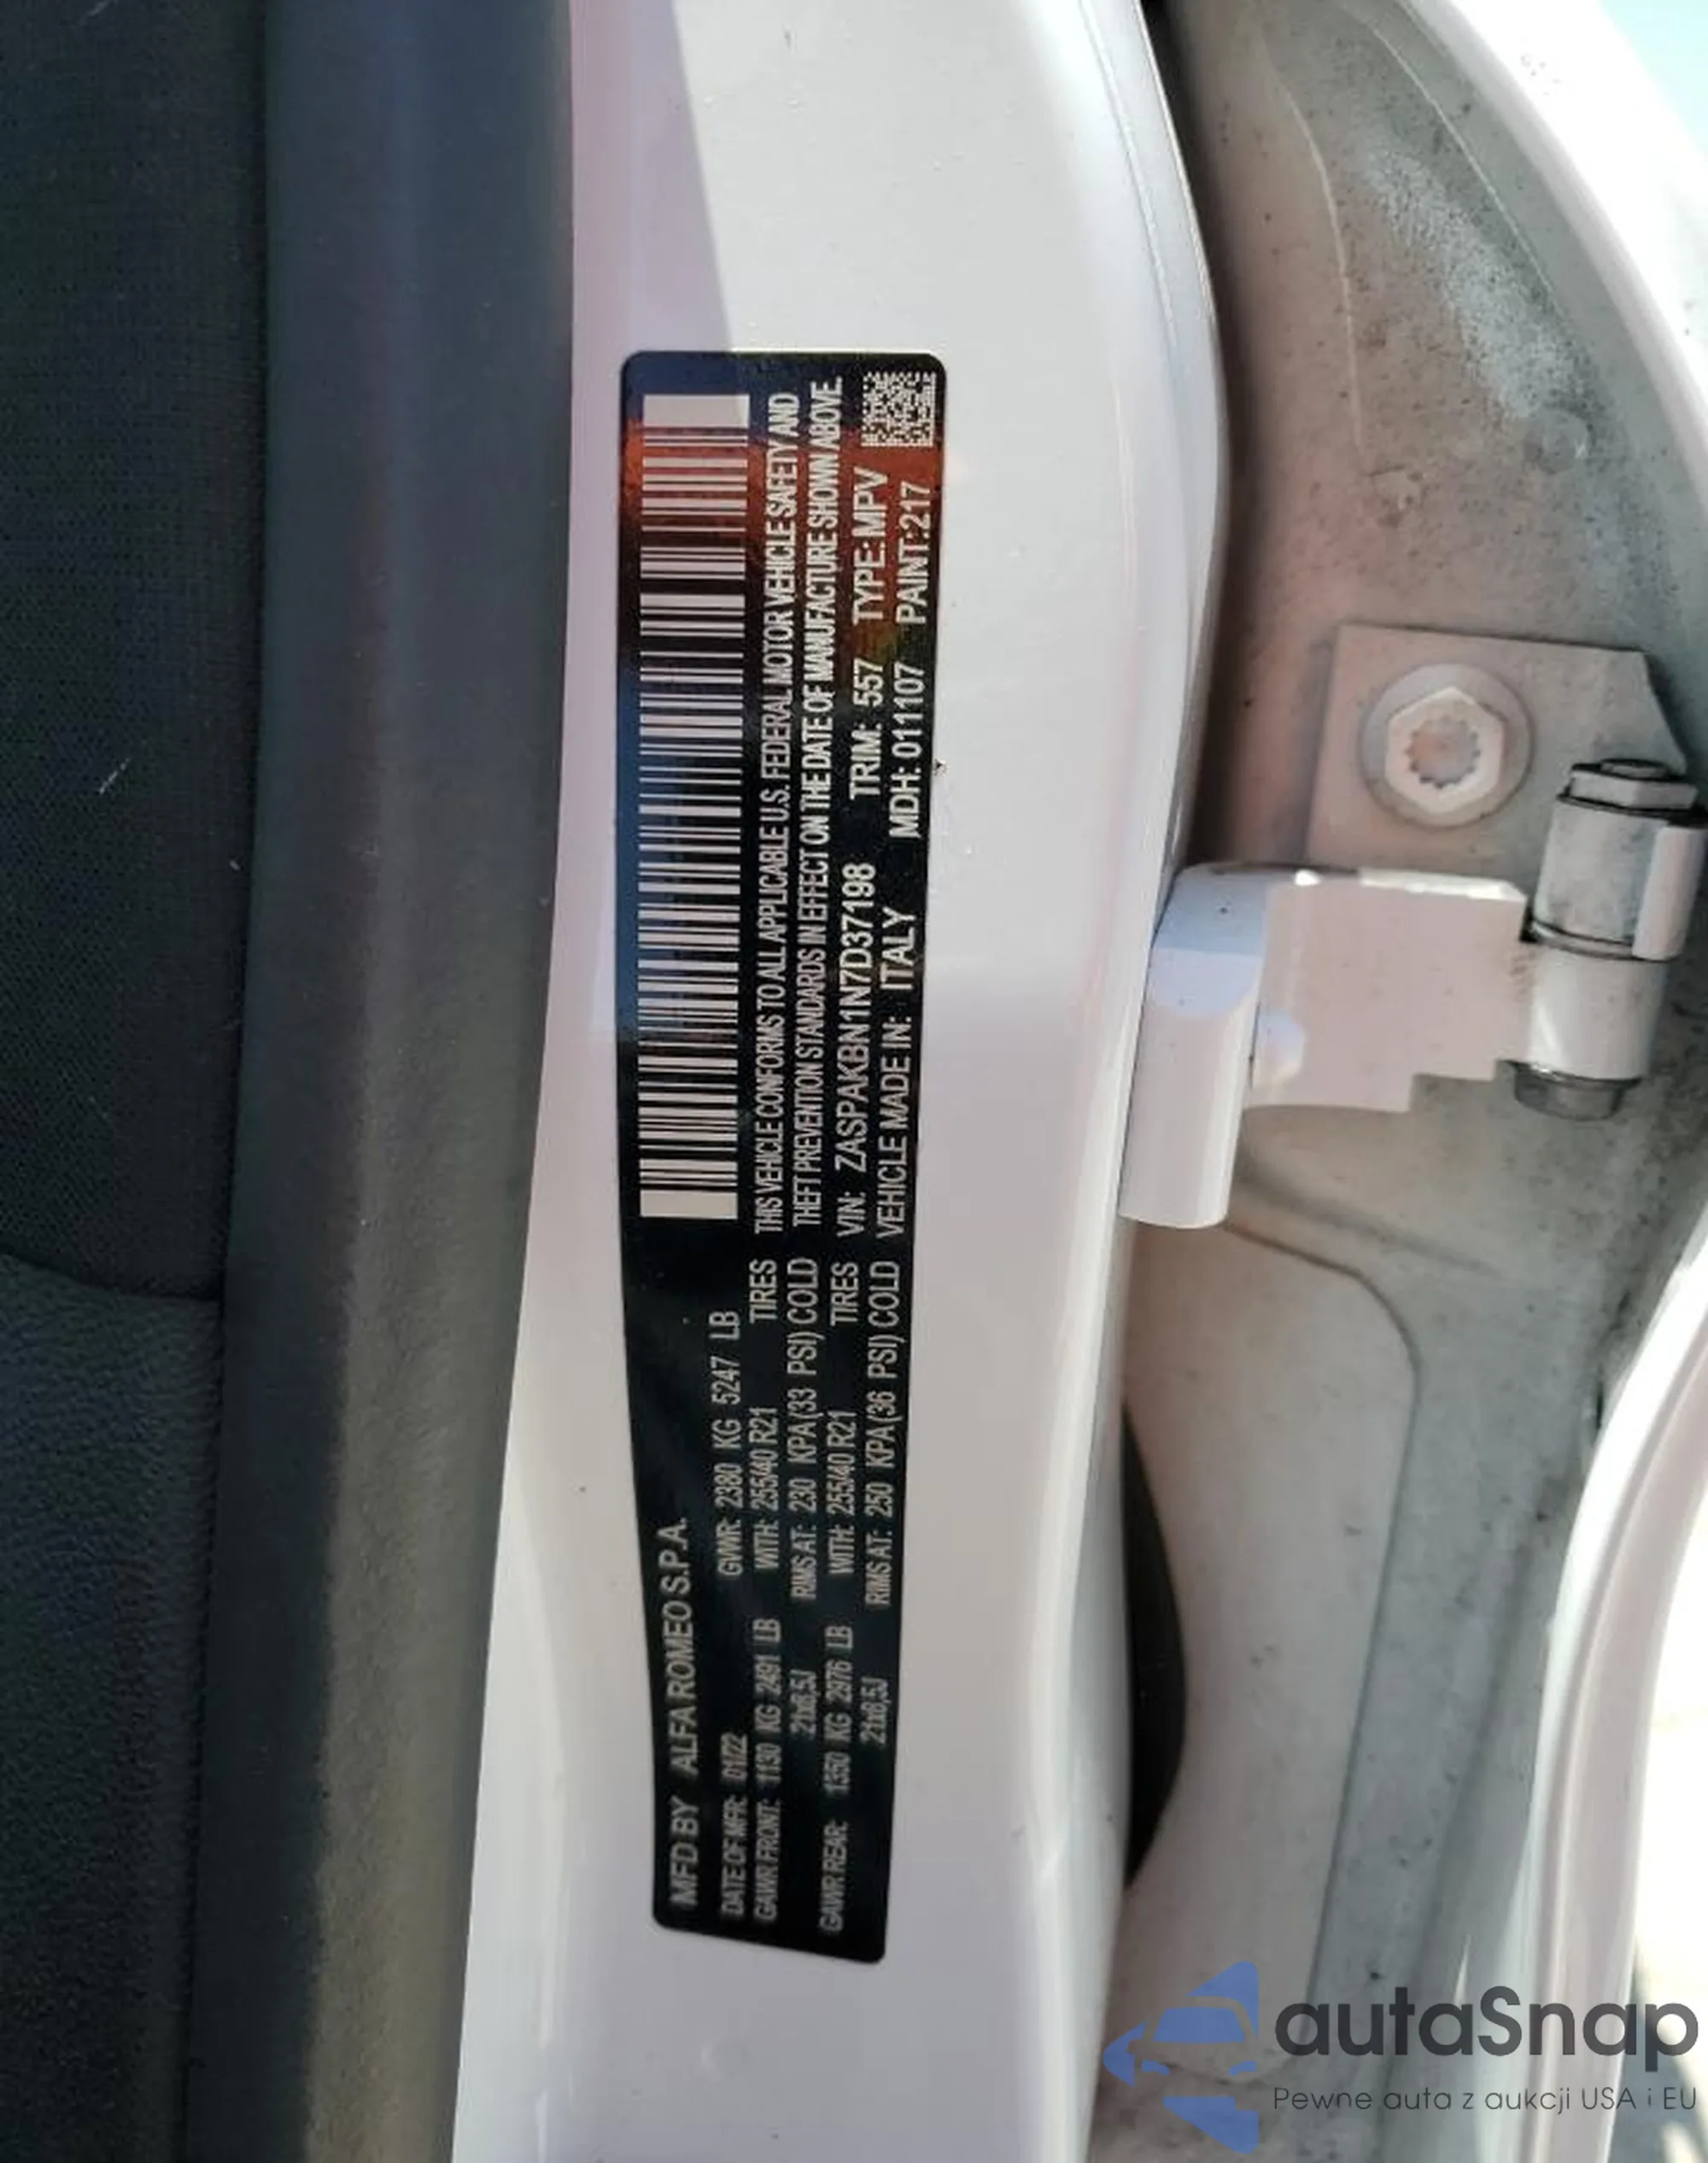 MFD BY ALFA ROMEO S.P.A.
DATE OF MFR: 01/22 GVWR: 2380 KG 5247 LB
GAWR FRONT: 1130 KG 2491 LB WITH: 255/40 R21 TIRES
21x8,5J RIMS AT: 230 KPA(33 PSI) COLD
GAWR REAR: 1350 KG 2976 LB WITH: 255/40 R21 TIRES
21x8,5J RIMS AT: 250 KPA(36 PSI) COLD
THIS VEHICLE CONFORMS TO ALL APPLICABLE U.S. FEDERAL MOTOR VEHICLE SAFETY AND
THEFT PREVENTION STANDARDS IN EFFECT ON THE DATE OF MANUFACTURE SHOWN ABOVE.
VIN: ZASPAKBN1N7D37198 TRIM: 557 TYPE:MPV
VEHICLE MADE IN: ITALY MDH: 011107 PAINT:217
autaSnap
Pewne auta z aukcji USA i EU